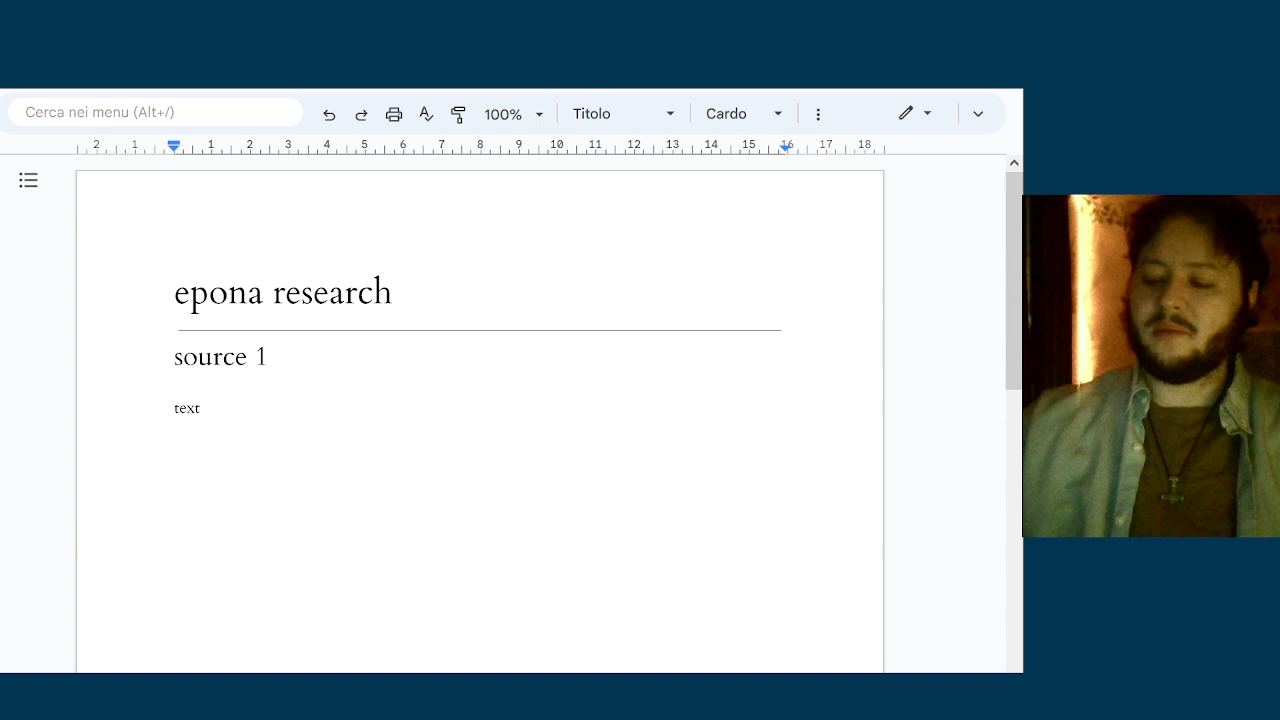 Cerca nei menu (Alt+/) 100% Titolo Cardo
2 1 1 2 3 4 5 6 7 8 9 10 11 12 13 14 15 16 17 18
epona research
source 1
text